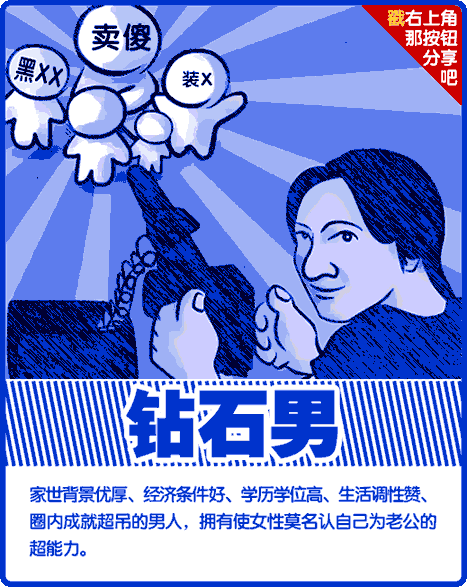 戳右上角
那按钮
分享
吧
卖傻
黑XX
装X
钻石男
家世背景优厚、经济条件好、学历学位高、生活调性赞、
圈内成就超吊的男人，拥有使女性莫名认自己为老公的
超能力。